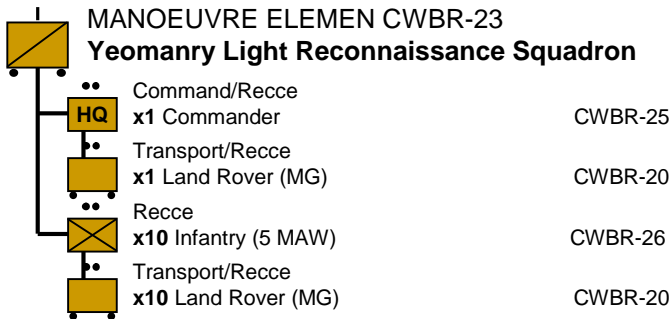 MANOEUVRE ELEMEN CWBR-23
Yeomanry Light Reconnaissance Squadron
Command/Recce
HQ x1 Commander CWBR-25
Transport/Recce
x1 Land Rover (MG) CWBR-20
Recce
x10 Infantry (5 MAW) CWBR-26
Transport/Recce
x10 Land Rover (MG) CWBR-20